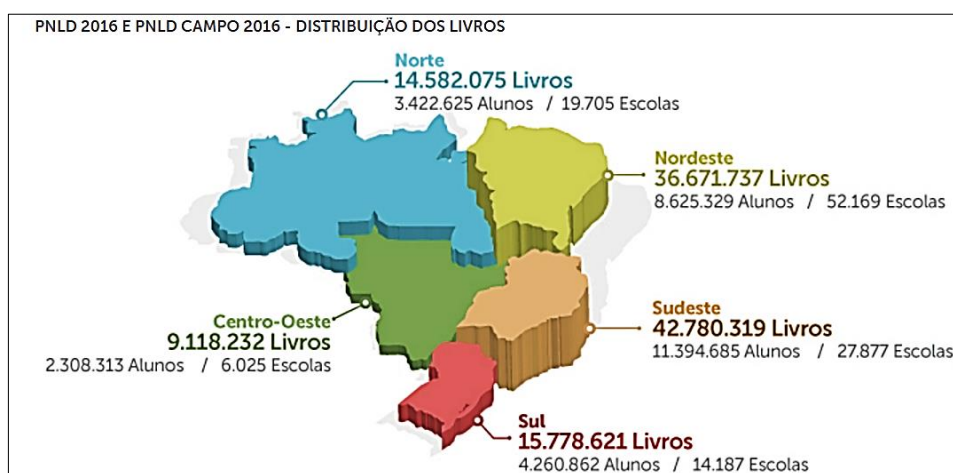 PNLD 2016 E PNLD CAMPO 2016 - DISTRIBUIÇÃO DOS LIVROS
Norte
14.582.075 Livros
3.422.625 Alunos / 19.705 Escolas
Nordeste
36.671.737 Livros
8.625.329 Alunos / 52.169 Escolas
Centro-Oeste
9.118.232 Livros
2.308.313 Alunos / 6.025 Escolas
Sudeste
42.780.319 Livros
11.394.685 Alunos / 27.877 Escolas
Sul
15.778.621 Livros
4.260.862 Alunos / 14.187 Escolas